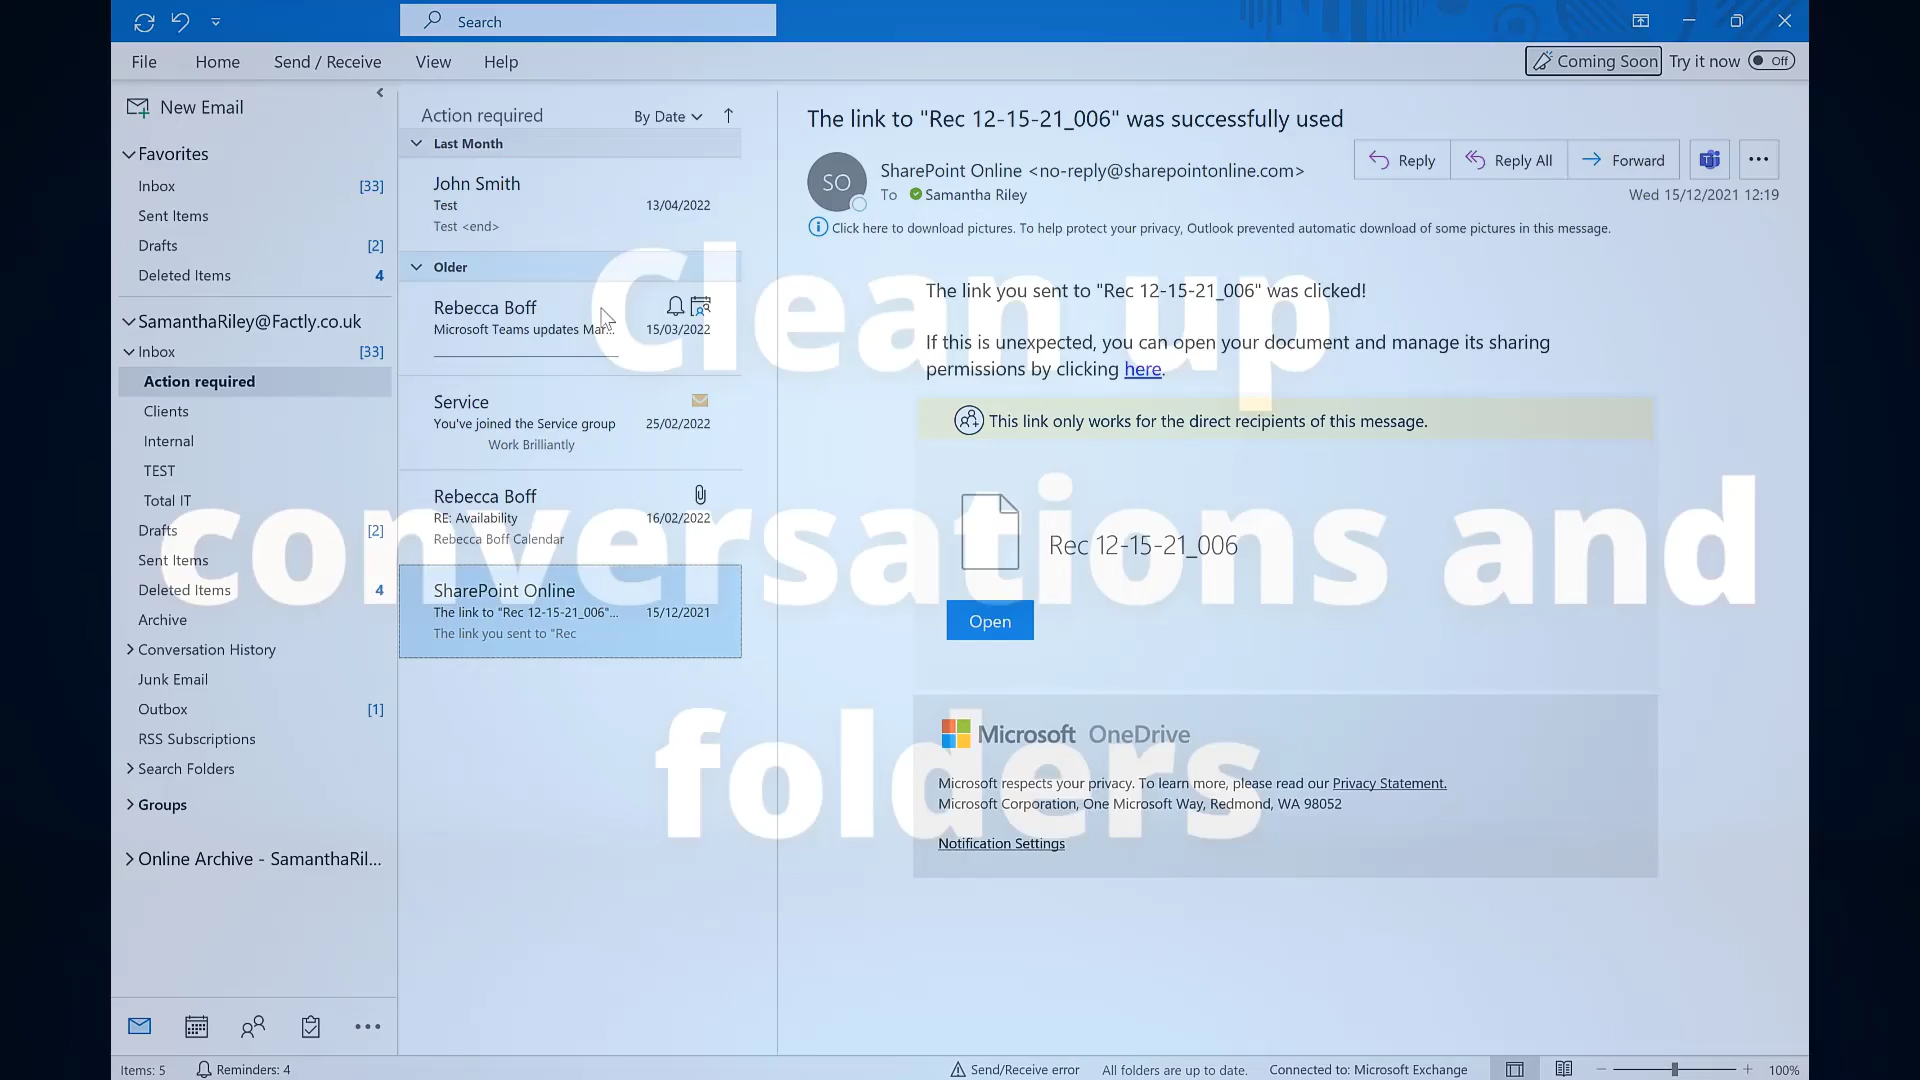 Search
File Home Send / Receive View Help
Coming Soon Try it now Off
New Email
Favorites
Inbox [33]
Sent Items
Drafts [2]
Deleted Items 4
SamanthaRiley@Factly.co.uk
Inbox [33]
Action required
Clients
Internal
TEST
Total IT
Drafts [2]
Sent Items
Deleted Items 4
Archive
Conversation History
Junk Email
Outbox [1]
RSS Subscriptions
Search Folders
Groups
Online Archive - SamanthaRil...
Action required By Date
Last Month
John Smith
Test 13/04/2022
Test <end>
Older
Rebecca Boff
Microsoft Teams updates Mar... 15/03/2022
Service
You've joined the Service group 25/02/2022
Work Brilliantly
Rebecca Boff
RE: Availability 16/02/2022
Rebecca Boff Calendar
SharePoint Online
The link to "Rec 12-15-21_006"... 15/12/2021
The link you sent to "Rec
The link to "Rec 12-15-21_006" was successfully used
SO
SharePoint Online <no-reply@sharepointonline.com>
To Samantha Riley
Reply Reply All Forward
Wed 15/12/2021 12:19
Click here to download pictures. To help protect your privacy, Outlook prevented automatic download of some pictures in this message.
The link you sent to "Rec 12-15-21_006" was clicked!
If this is unexpected, you can open your document and manage its sharing
permissions by clicking here.
This link only works for the direct recipients of this message.
Rec 12-15-21_006
Open
Microsoft OneDrive
Microsoft respects your privacy. To learn more, please read our Privacy Statement.
Microsoft Corporation, One Microsoft Way, Redmond, WA 98052
Notification Settings
Clean up
conversations and
folders
Items: 5 Reminders: 4
Send/Receive error All folders are up to date. Connected to: Microsoft Exchange 100%